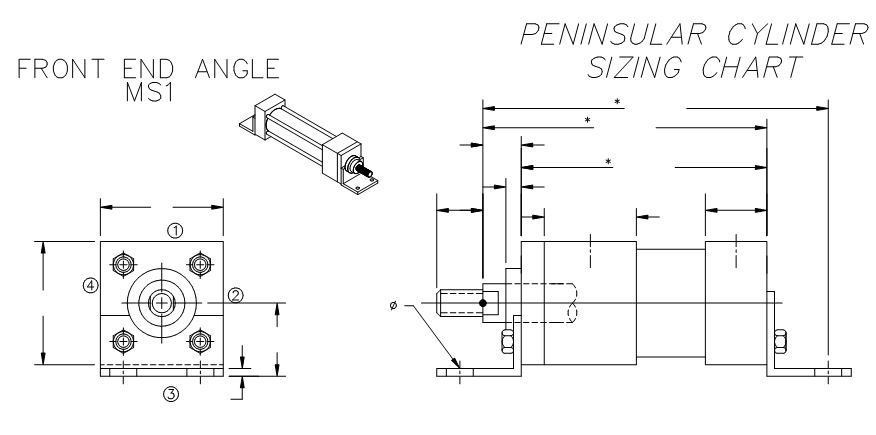 PENINSULAR CYLINDER
SIZING CHART
FRONT END ANGLE
MS1
*
*
*
1
4
2
ø
3